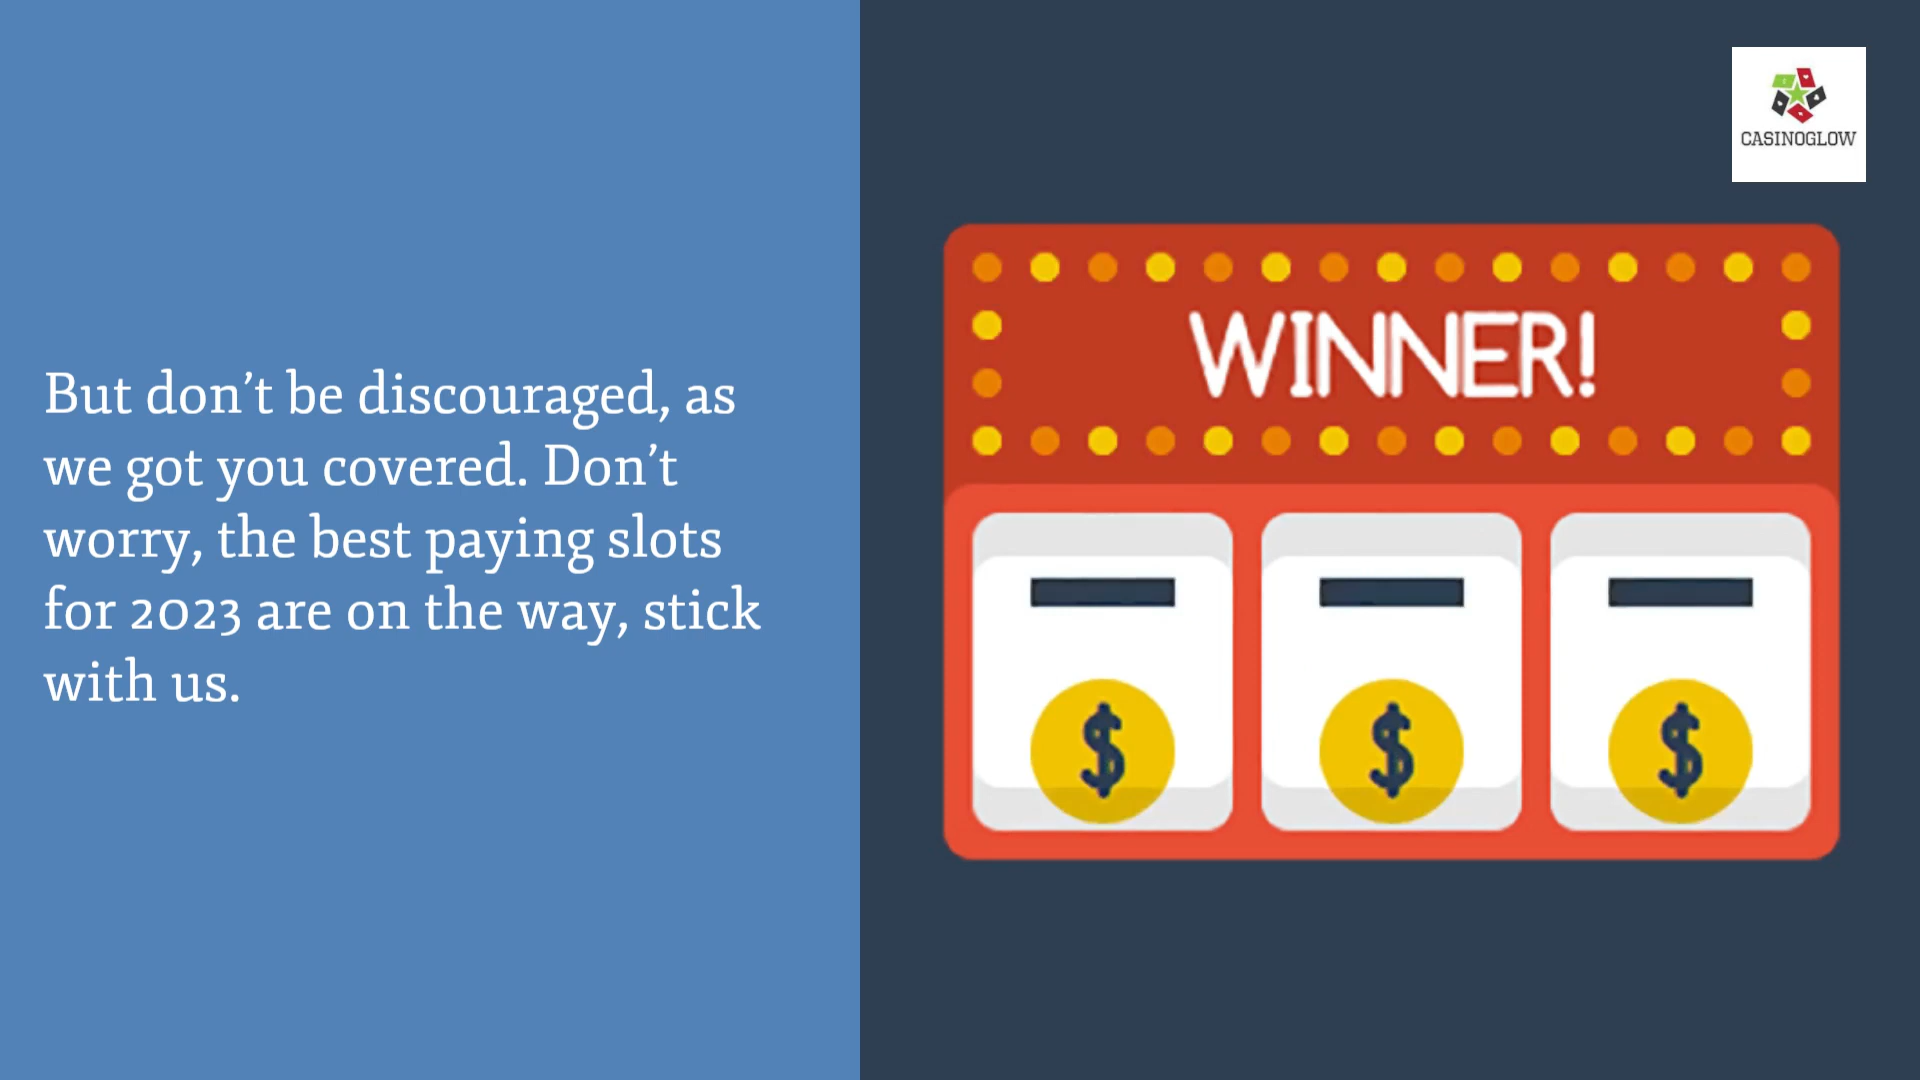 But don’t be discouraged, as
we got you covered. Don’t
worry, the best paying slots
for 2023 are on the way, stick
with us.
CASINOGLOW
WINNER!
$ $ $